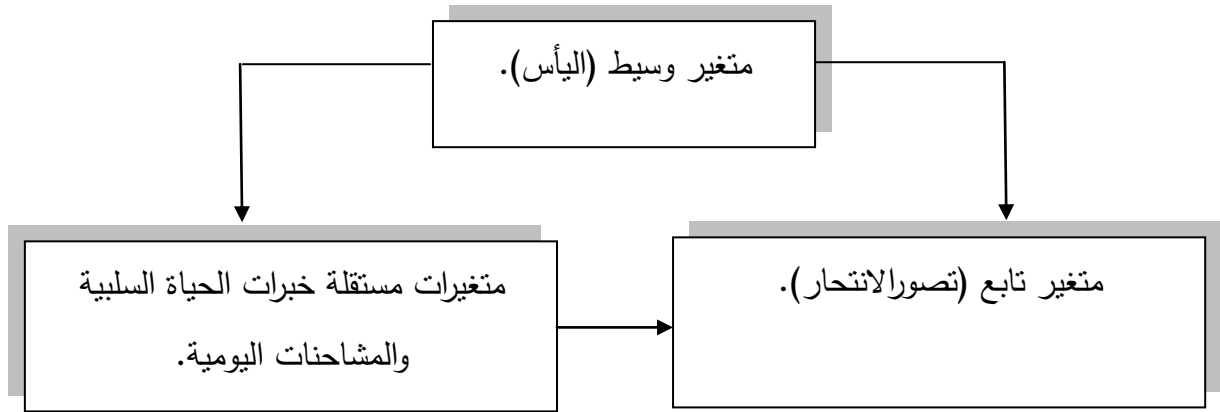 متغير وسيط (اليأس).
متغير تابع (تصورالانتحار).
متغيرات مستقلة خبرات الحياة السلبية
والمشاحنات اليومية.